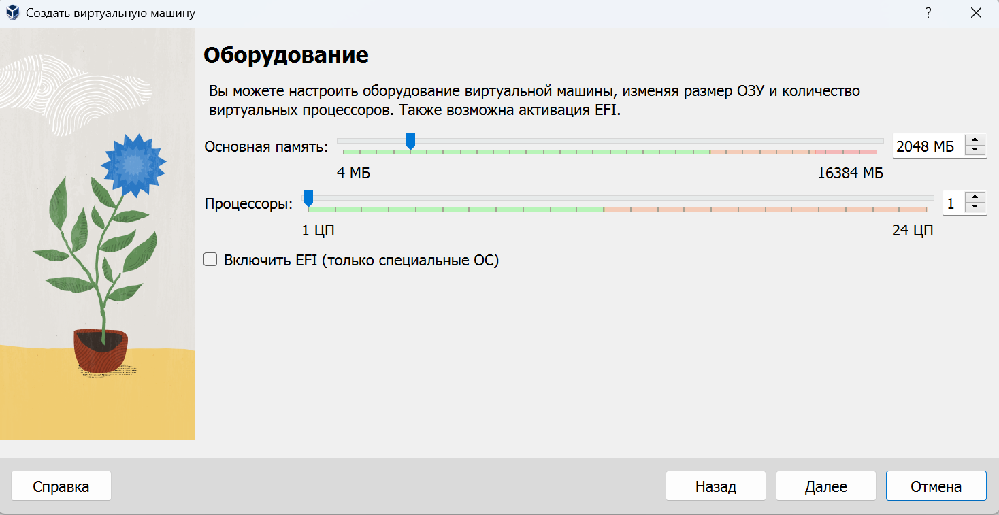 Создать виртуальную машину
?
Оборудование
Вы можете настроить оборудование виртуальной машины, изменяя размер ОЗУ и количество
виртуальных процессоров. Также возможна активация EFI.
Основная память:
2048 МБ
4 МБ
16384 МБ
Процессоры:
1
1 ЦП
24 ЦП
Включить EFI (только специальные ОС)
Справка
Назад
Далее
Отмена